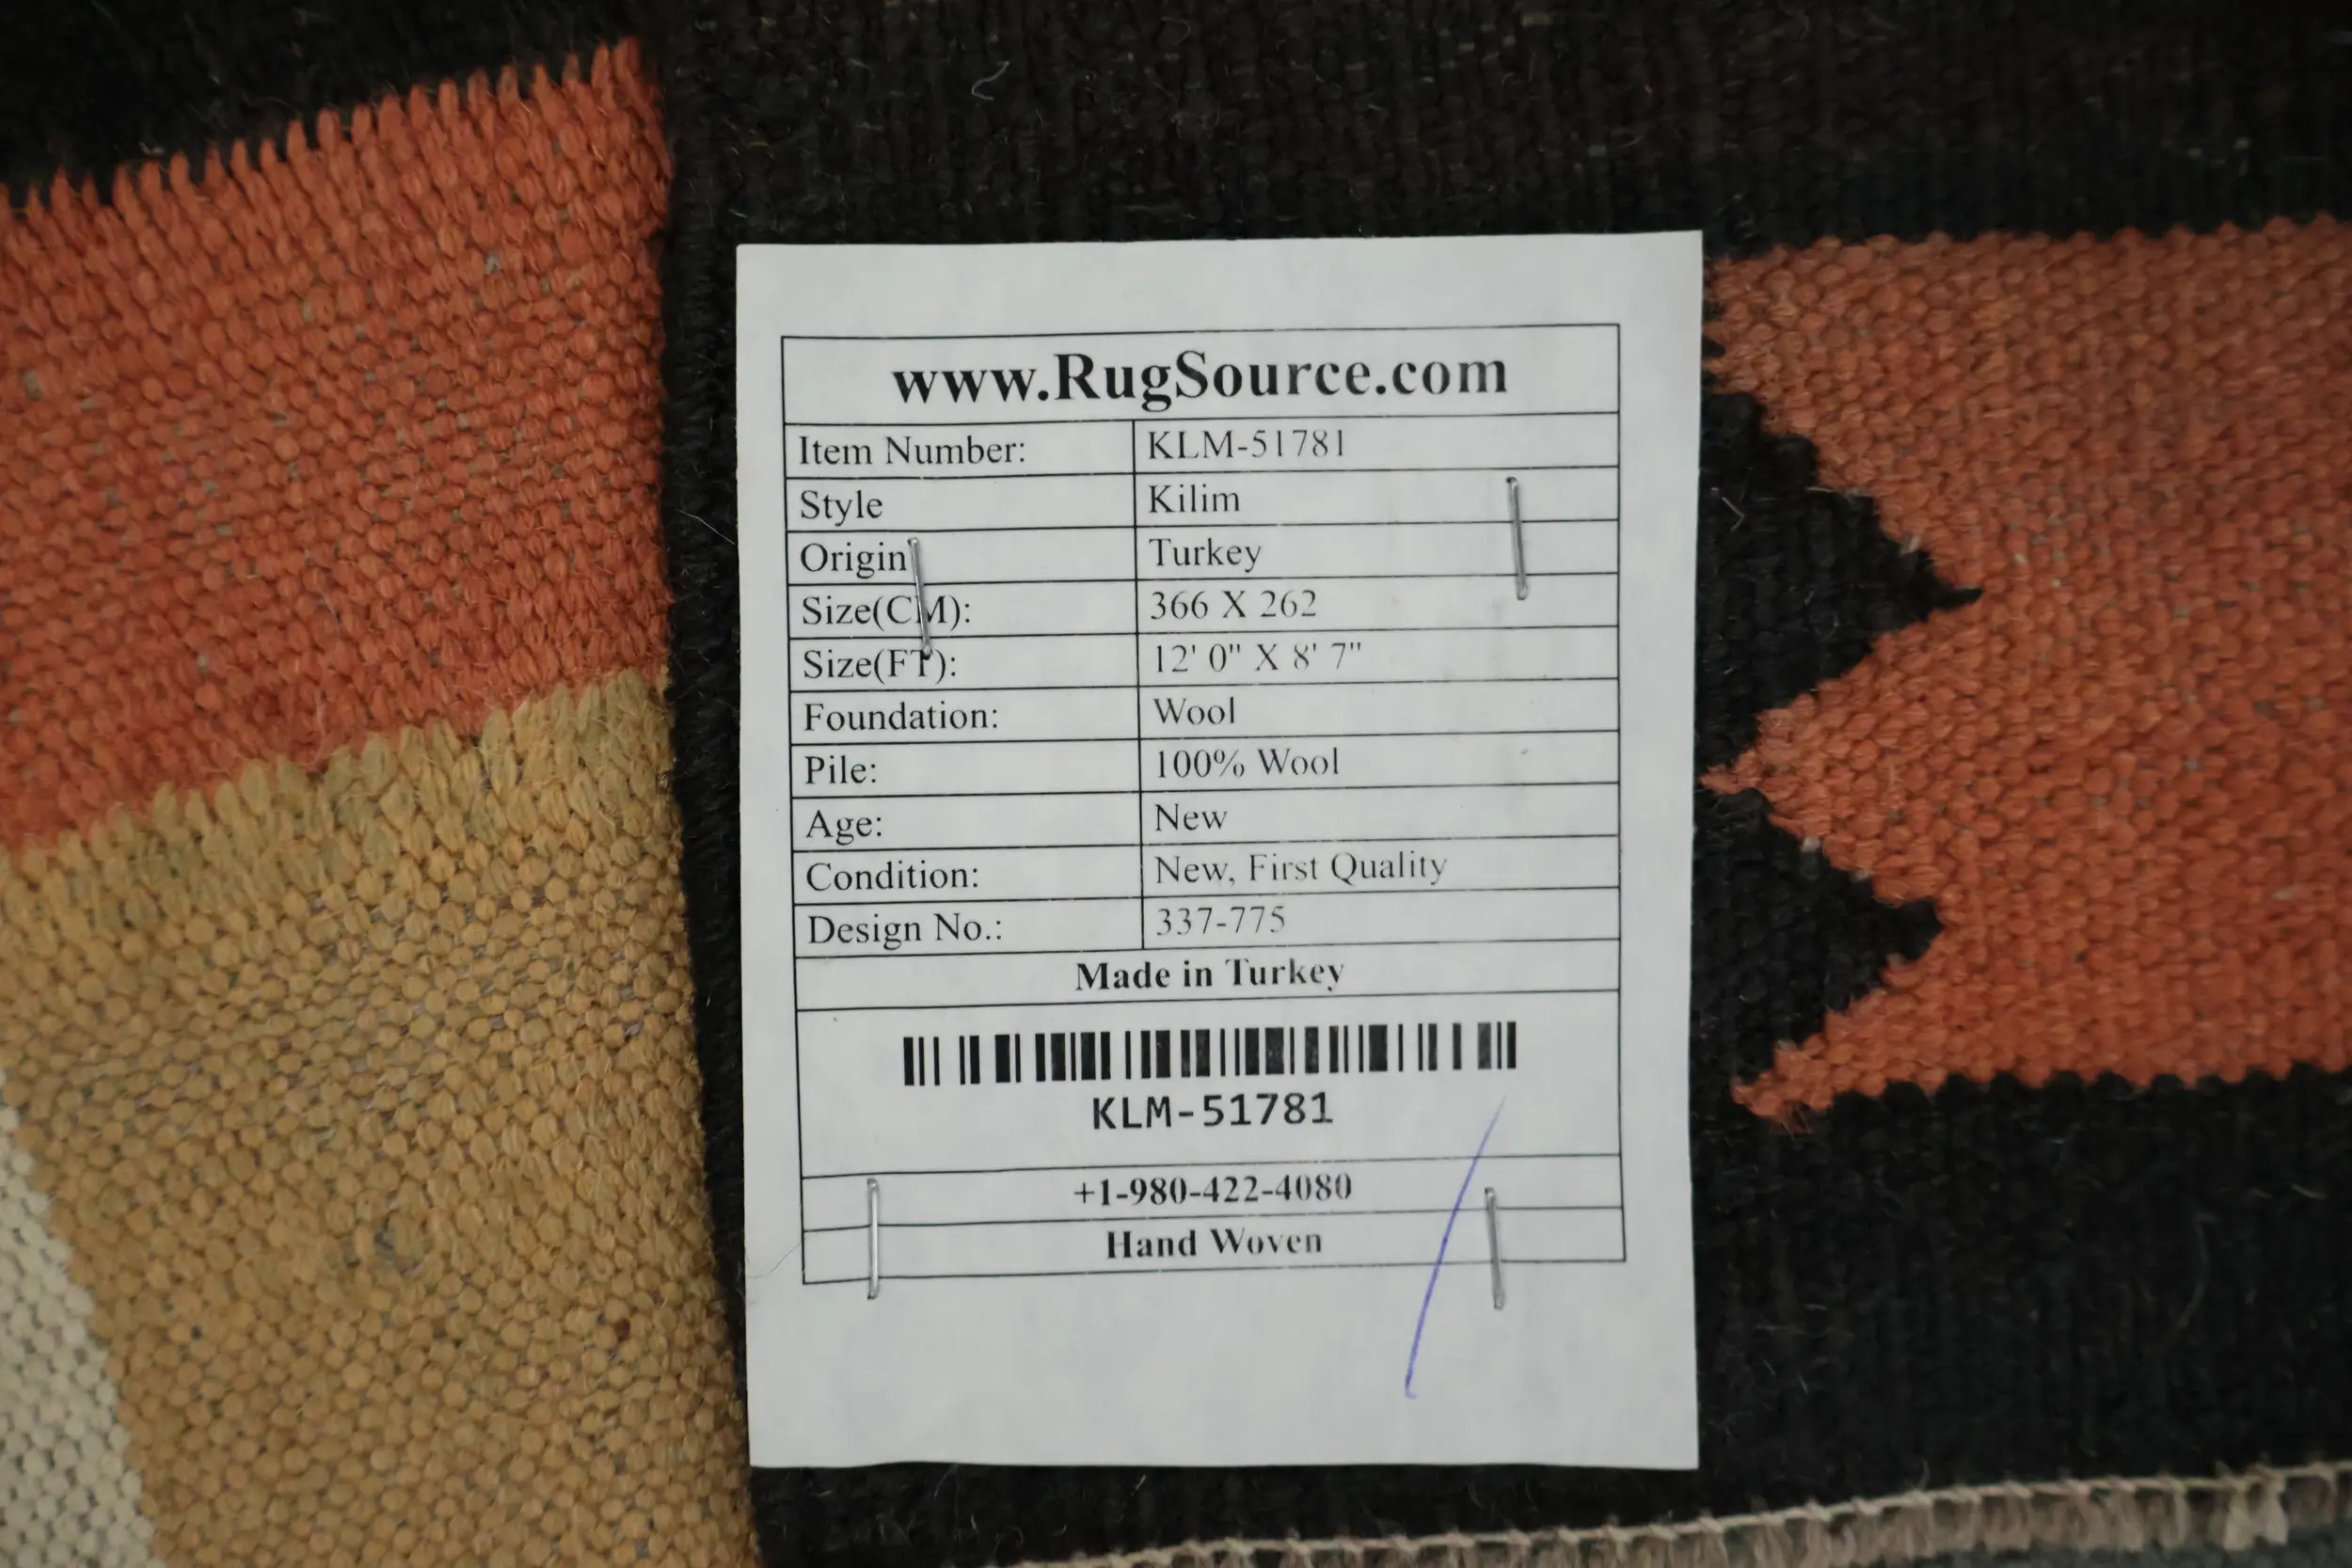 www.RugSource.com
Item Number: KLM-51781
Style Kilim
Origin Turkey
Size(CM): 366 X 262
Size(FT): 12' 0" X 8' 7"
Foundation: Wool
Pile: 100% Wool
Age: New
Condition: New, First Quality
Design No.: 337-775
Made in Turkey
KLM-51781
+1-980-422-4080
Hand Woven